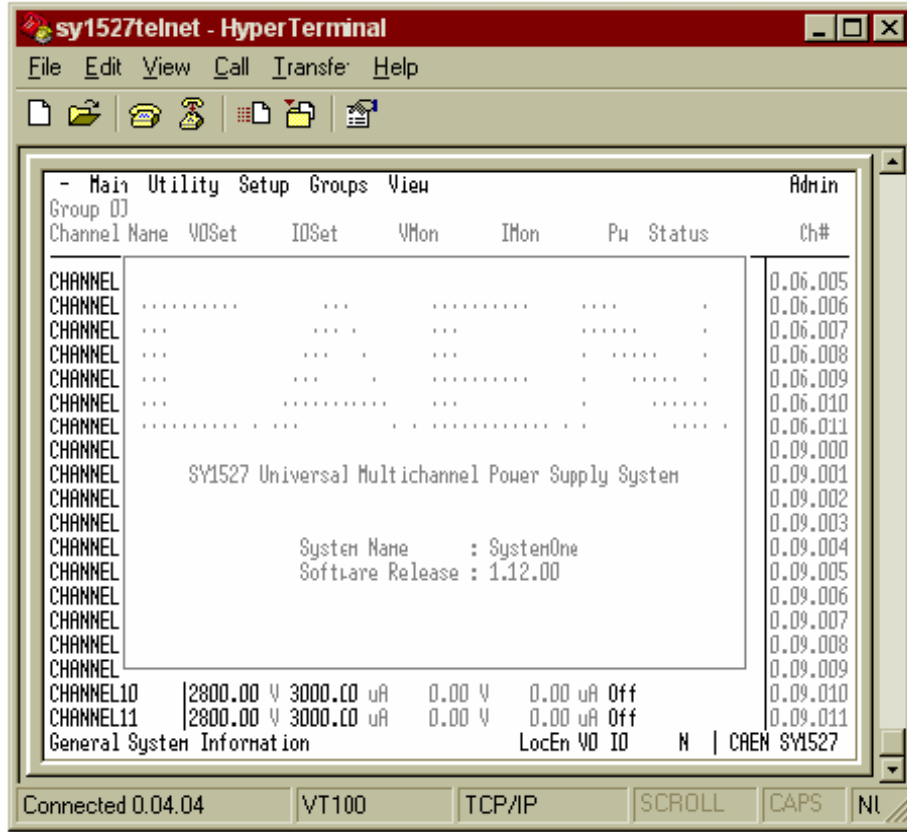 sy1527telnet - HyperTerminal
File Edit View Call Transfer Help
- Main Utility Setup Groups View Admin
Group 00
Channel Name V0Set I0Set VMon IMon Pw Status Ch#
CHANNEL 0.06.005
CHANNEL 0.06.006
CHANNEL 0.06.007
CHANNEL 0.06.008
CHANNEL 0.06.009
CHANNEL 0.06.010
CHANNEL 0.06.011
CHANNEL 0.09.000
CHANNEL SY1527 Universal Multichannel Power Supply System 0.09.001
CHANNEL 0.09.002
CHANNEL 0.09.003
CHANNEL System Name : SystemOne 0.09.004
CHANNEL Software Release : 1.12.00 0.09.005
CHANNEL 0.09.006
CHANNEL 0.09.007
CHANNEL 0.09.008
CHANNEL 0.09.009
CHANNEL10 2800.00 V 3000.00 uA 0.00 V 0.00 uA Off 0.09.010
CHANNEL11 2800.00 V 3000.00 uA 0.00 V 0.00 uA Off 0.09.011
General System Information LocEn V0 I0 N | CAEN SY1527
Connected 0.04.04 VT100 TCP/IP SCROLL CAPS NU